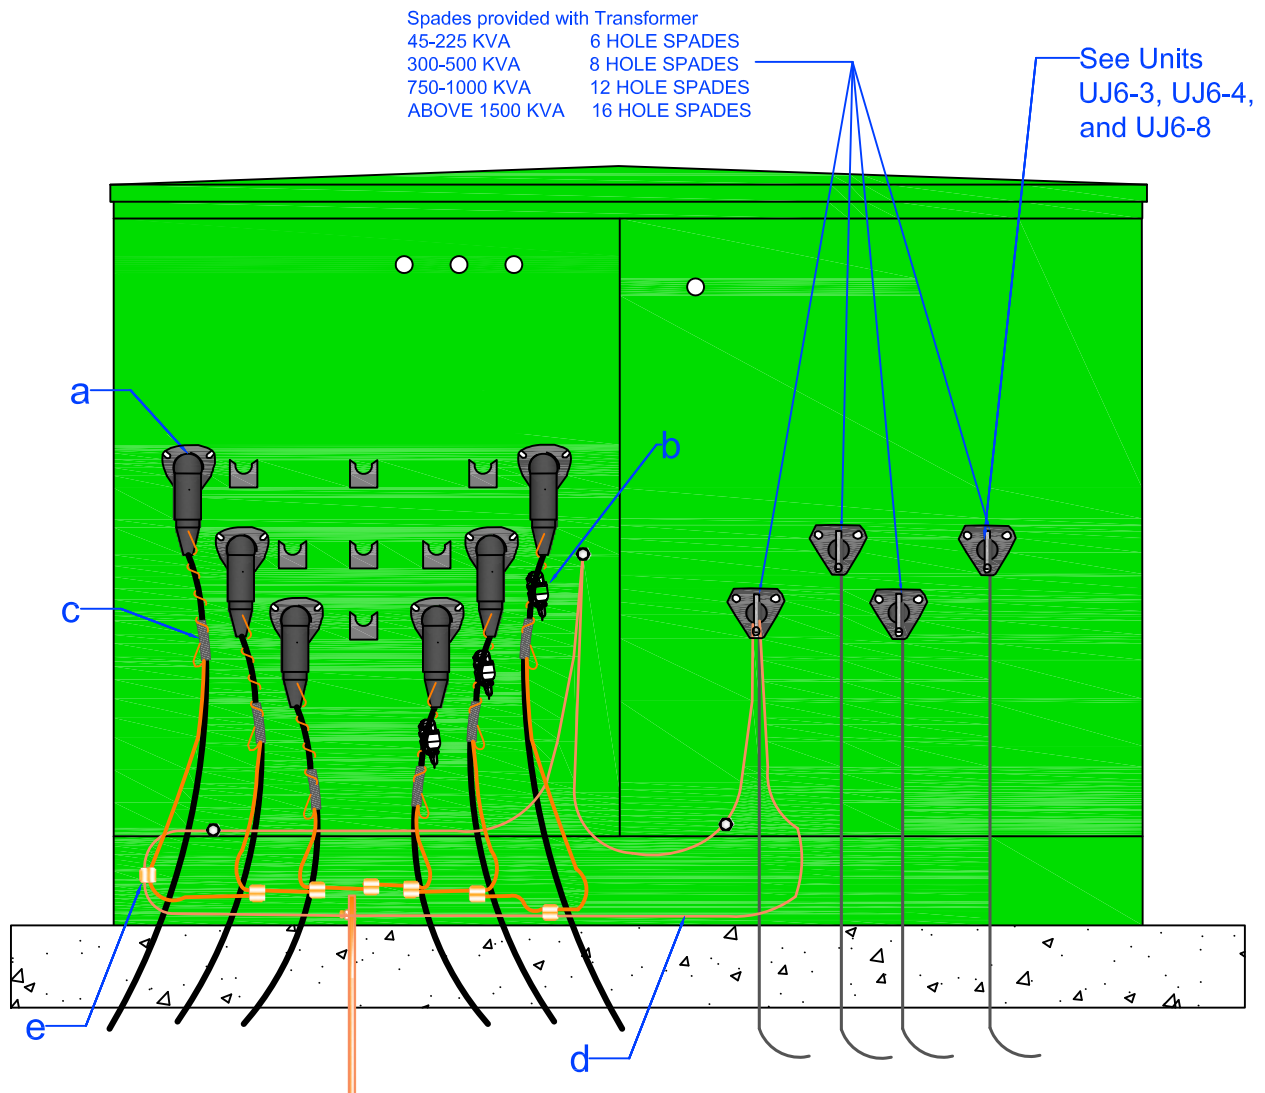 Spades provided with Transformer
45-225 KVA 6 HOLE SPADES
300-500 KVA 8 HOLE SPADES
750-1000 KVA 12 HOLE SPADES
ABOVE 1500 KVA 16 HOLE SPADES
See Units
UJ6-3, UJ6-4,
and UJ6-8
a
b
c
e
d